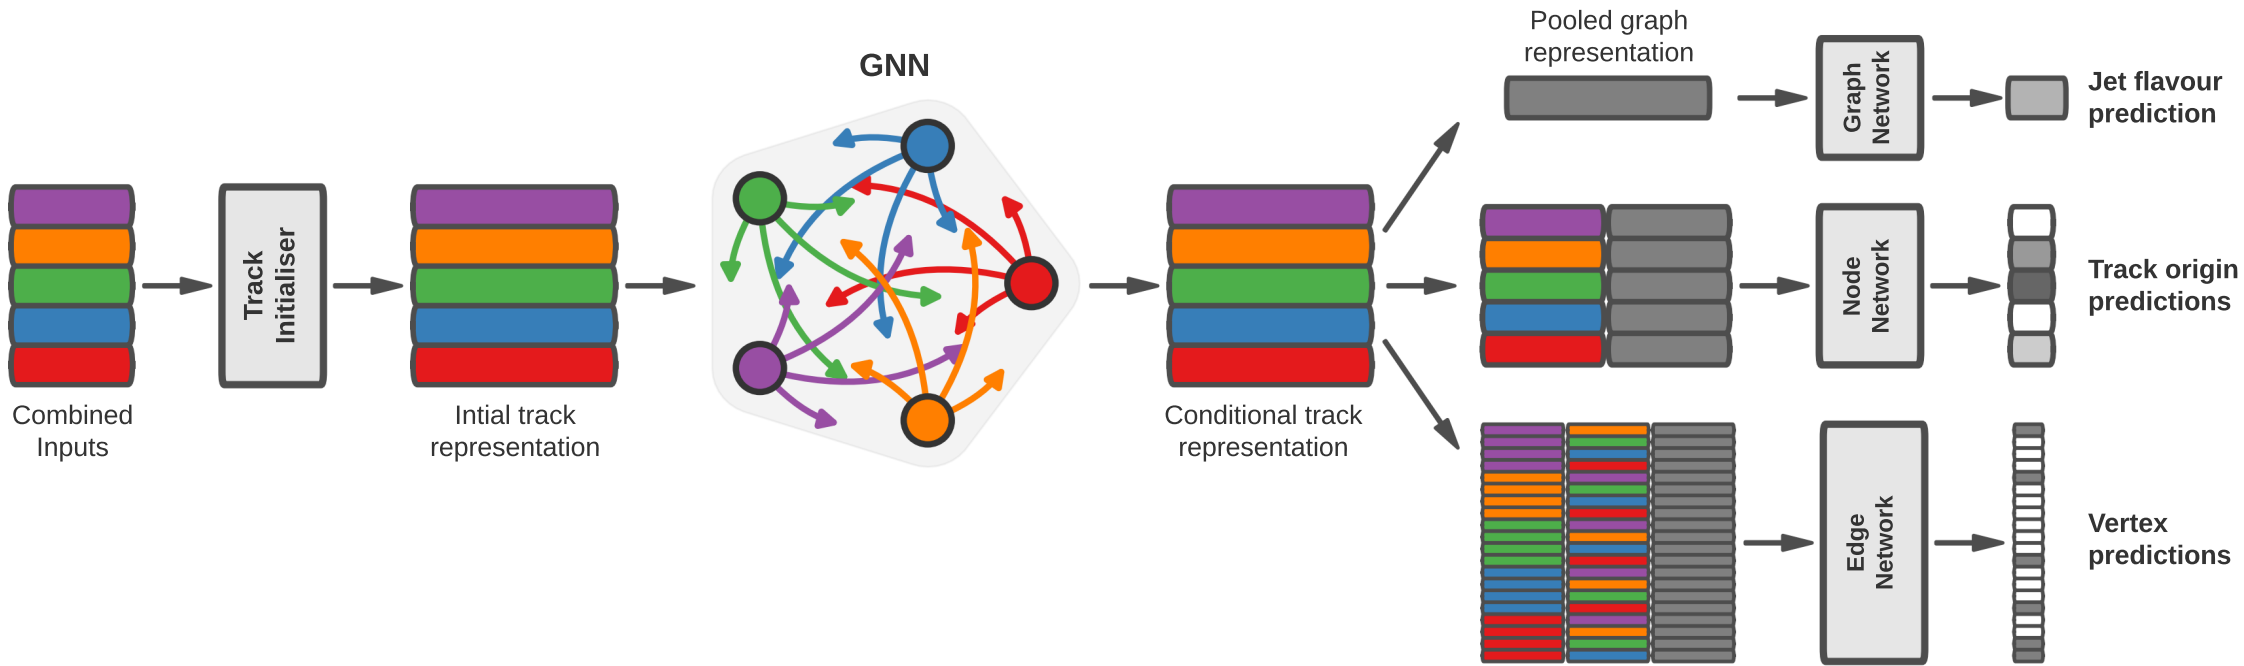 Combined
Inputs
Track
Initialiser
Intial track
representation
GNN
Conditional track
representation
Pooled graph
representation
Graph
Network
Jet flavour
prediction
Node
Network
Track origin
predictions
Edge
Network
Vertex
predictions